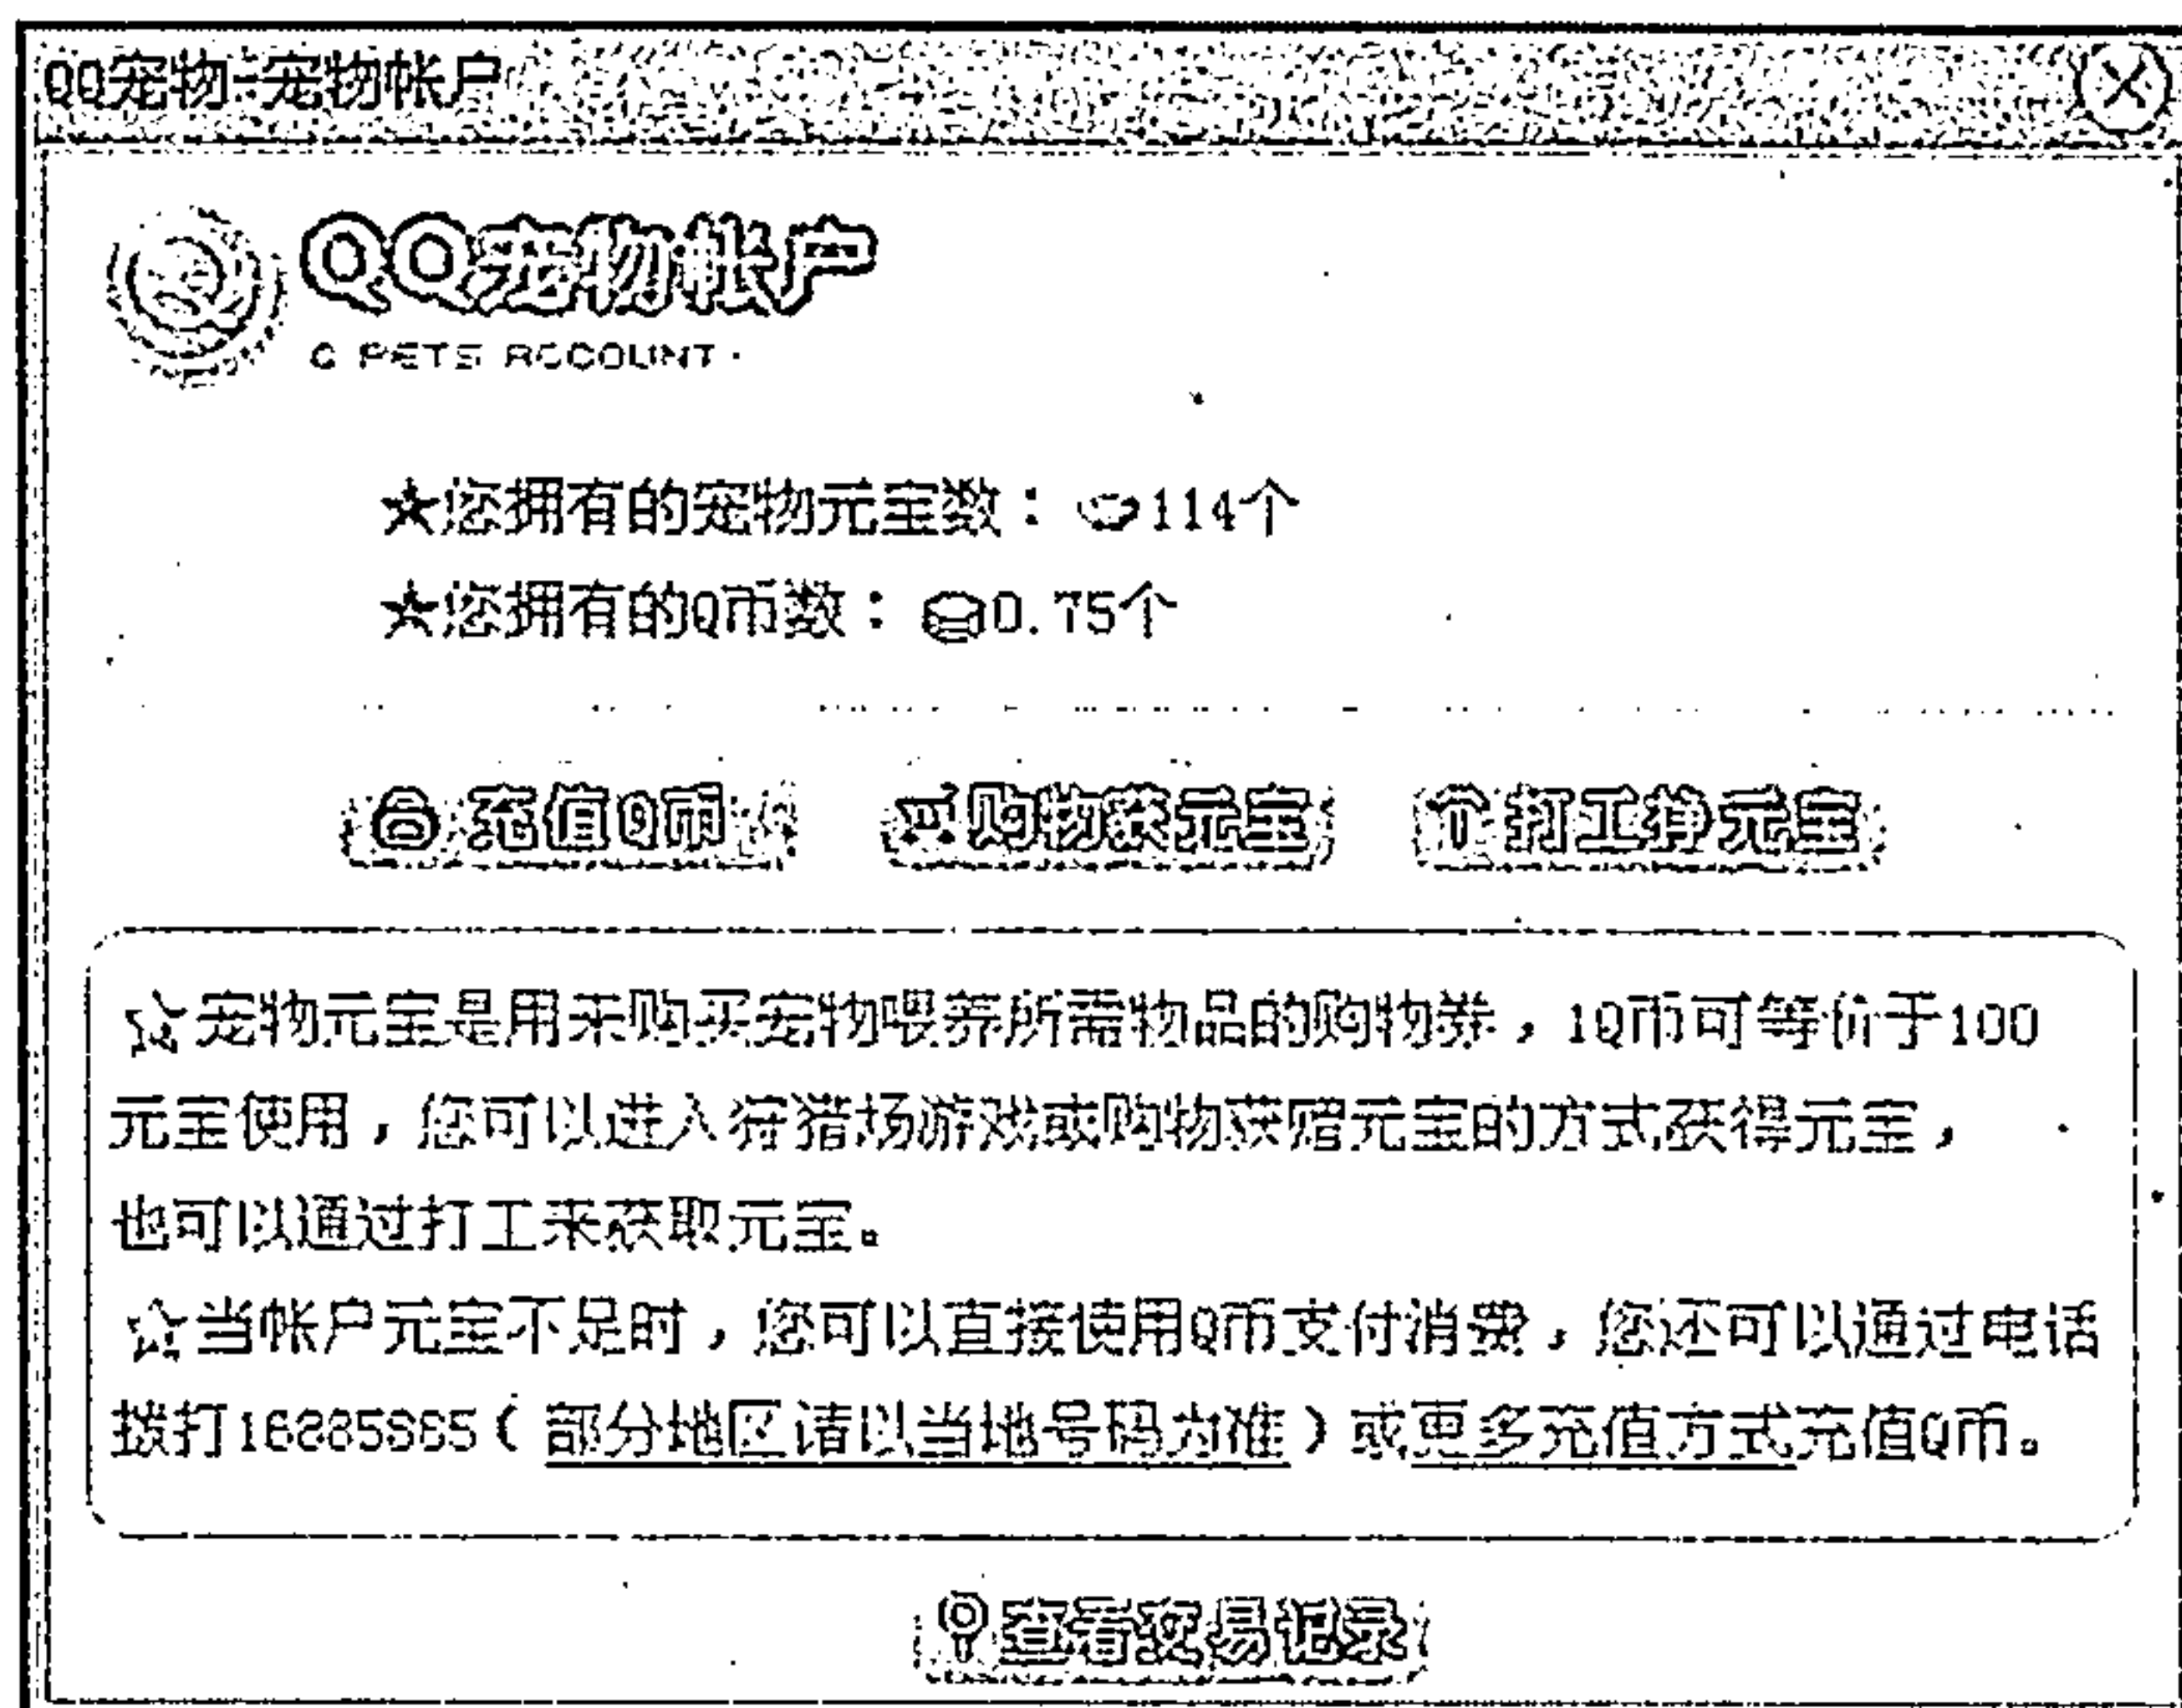 QQ宠物-宠物帐户
QQ宠物帐户
Q PETS ACCOUNT
★您拥有的宠物元宝数：114个
★您拥有的Q币数：0.75个
充值Q币 购物获元宝 打工挣元宝
☆宠物元宝是用来购买宠物喂养所需物品的购物券，1Q币可等价于100
元宝使用，您可以进入狩猎场游戏或购物获赠元宝的方式获得元宝，
也可以通过打工来获取元宝。
☆当帐户元宝不足时，您可以直接使用Q币支付消费，您还可以通过电话
拨打（部分地区请以当地号码为准）或更多充值方式充值Q币。
查看交易记录